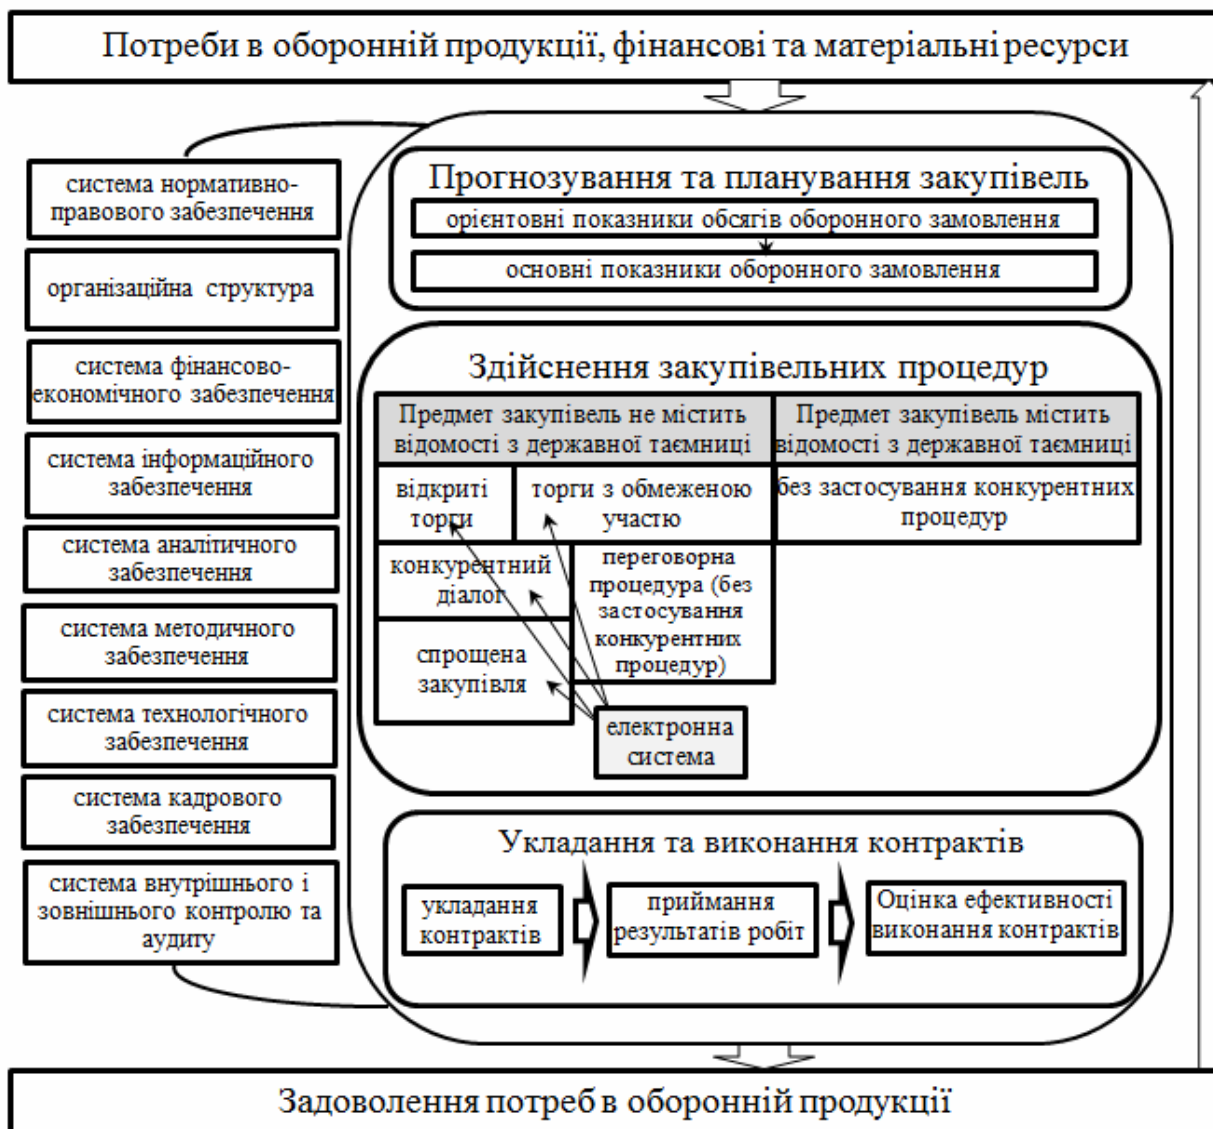 Потреби в оборонній продукції, фінансові та матеріальні ресурси
система нормативно-
правового забезпечення
організаційна структура
система фінансово-
економічного забезпечення
система інформаційного
забезпечення
система аналітичного
забезпечення
система методичного
забезпечення
система технологічного
забезпечення
система кадрового
забезпечення
система внутрішнього і
зовнішнього контролю та
аудиту
Прогнозування та планування закупівель
орієнтовні показники обсягів оборонного замовлення
основні показники оборонного замовлення
Здійснення закупівельних процедур
Предмет закупівель не містить
відомості з державної таємниці
Предмет закупівель містить
відомості з державної таємниці
відкриті
торги
торги з обмеженою
участю
без застосування конкурентних
процедур
конкурентний
діалог
переговорна
процедура (без
застосування
конкурентних
процедур)
спрощена
закупівля
електронна
система
Укладання та виконання контрактів
укладання
контрактів
приймання
результатів робіт
Оцінка ефективності
виконання контрактів
Задоволення потреб в оборонній продукції